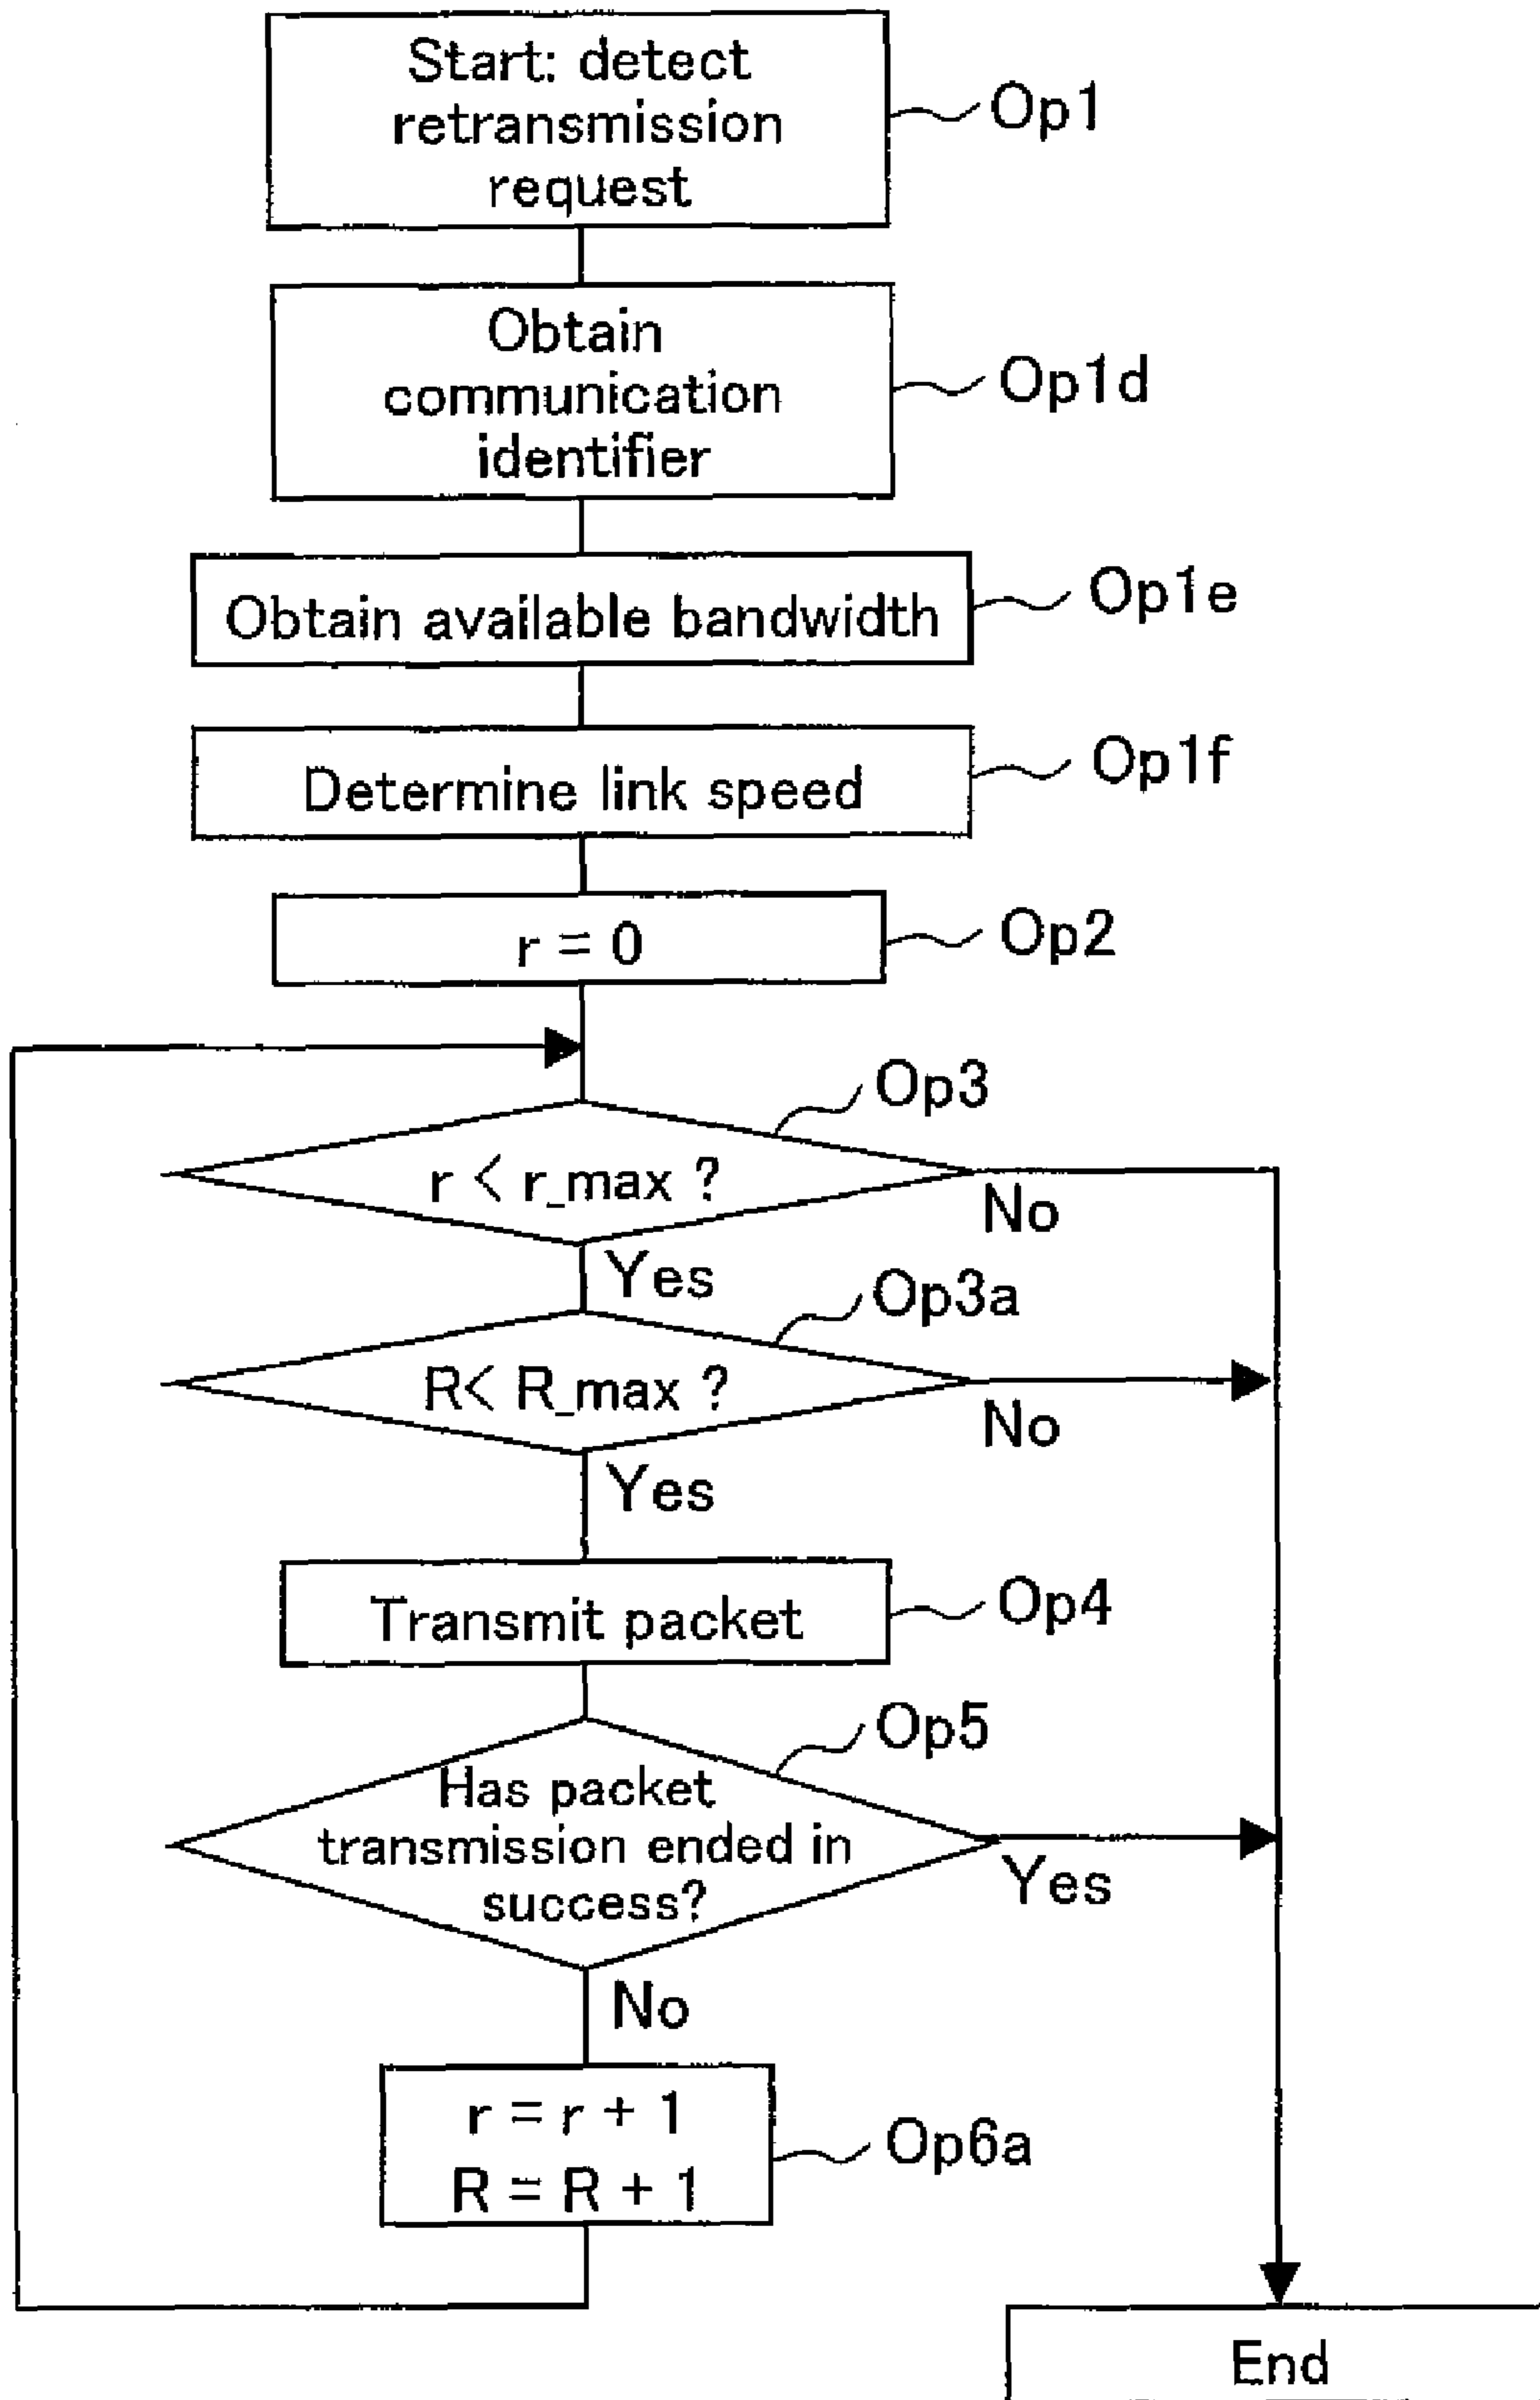 Start: detect
retransmission
request
Op1
Obtain
communication
identifier
Op1d
Obtain available bandwidth
Op1e
Determine link speed
Op1f
r = 0
Op2
Op3
r < r_max ?
No
Yes
Op3a
R< R_max ?
No
Yes
Transmit packet
Op4
Op5
Has packet
transmission ended in
success?
Yes
No
r = r + 1
R = R + 1
Op6a
End